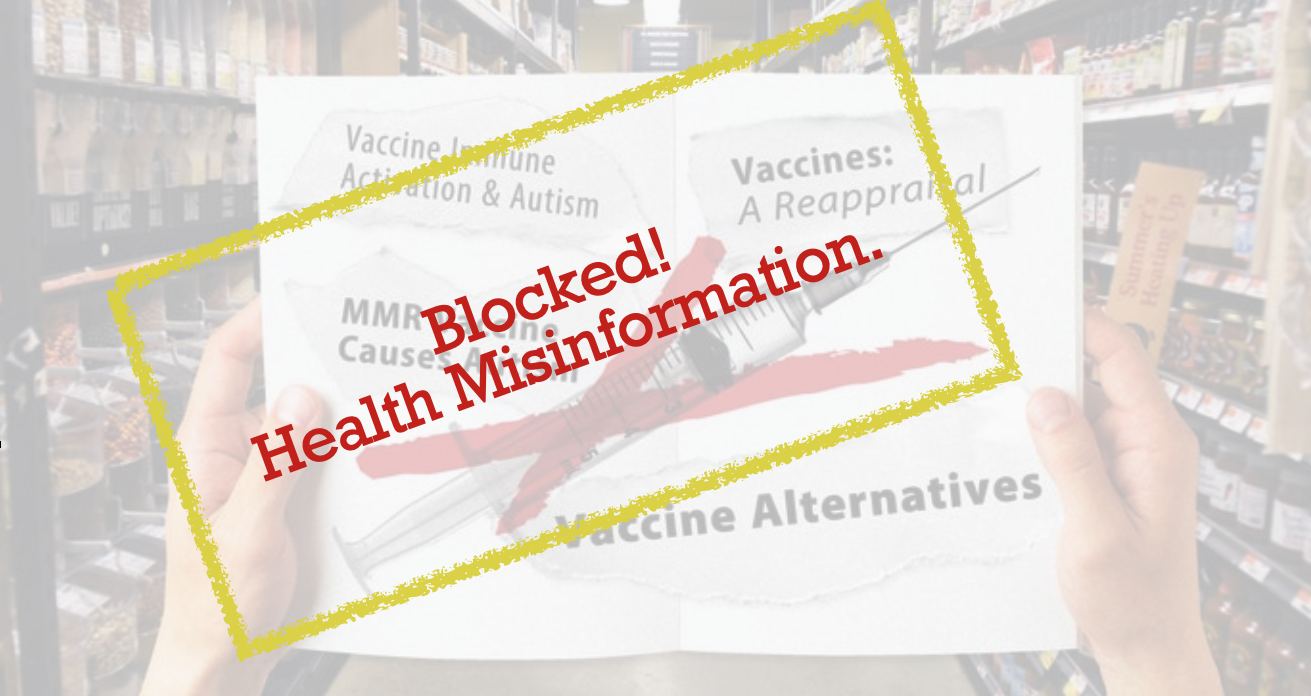 Vaccine Immune
Activation & Autism
Vaccines:
A Reappraisal
Blocked!
Health Misinformation.
MMR Vaccine
Causes Autism
Vaccine Alternatives
Summer's
Heating Up